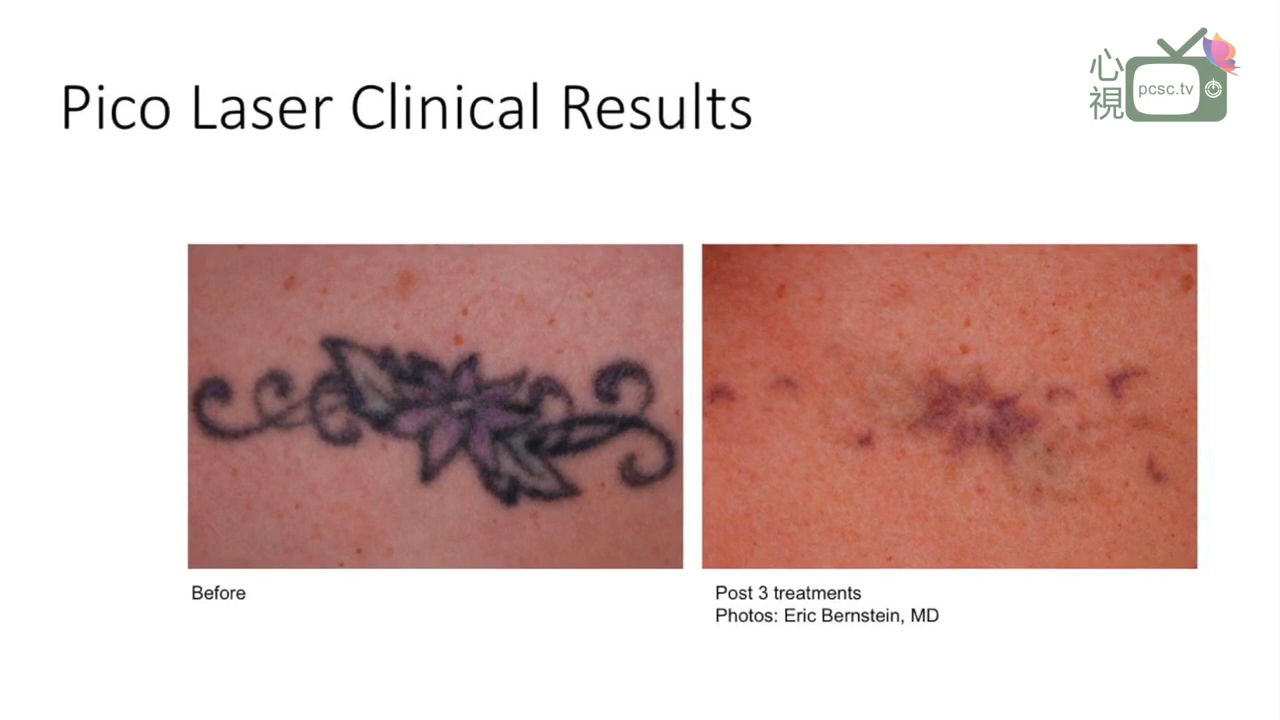 Pico Laser Clinical Results
心視
pcsc.tv
Before
Post 3 treatments
Photos: Eric Bernstein, MD